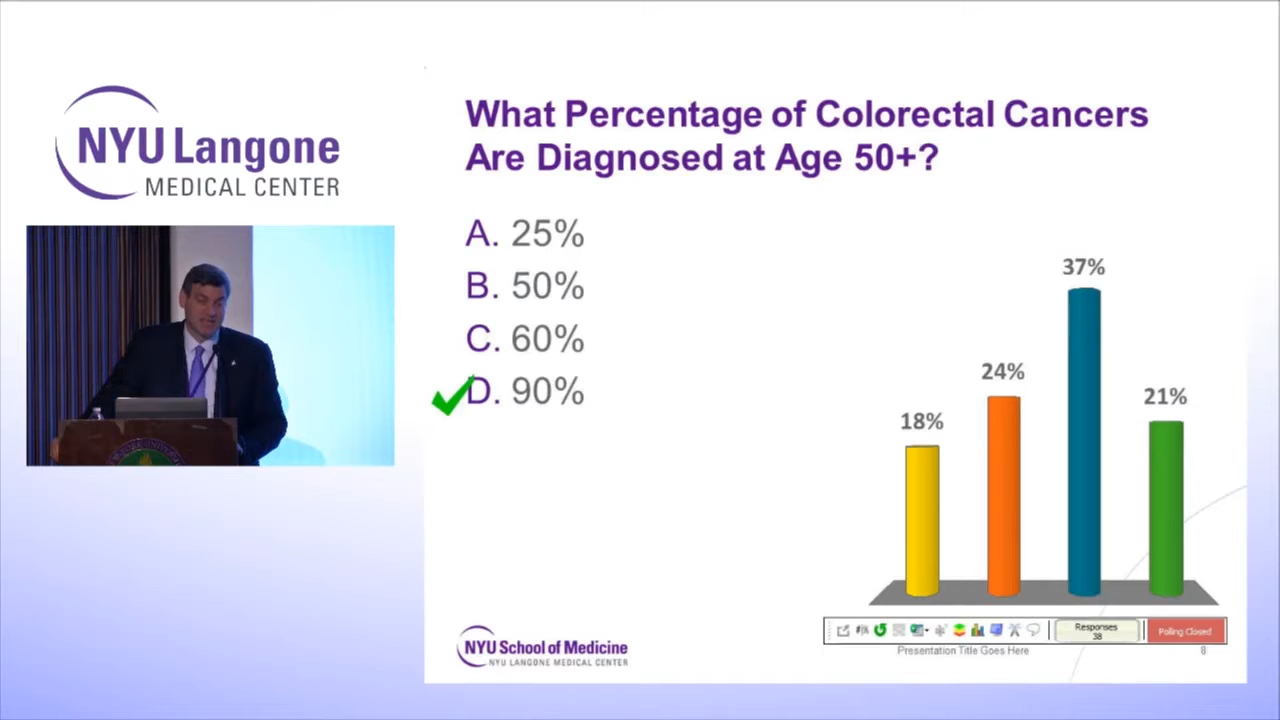 NYU Langone
MEDICAL CENTER
What Percentage of Colorectal Cancers
Are Diagnosed at Age 50+?
A. 25%
B. 50%
C. 60%
D. 90%
18%
24%
37%
21%
Responses
38
Polling Closed
NYU School of Medicine
NYU LANGONE MEDICAL CENTER
Presentation Title Goes Here
8